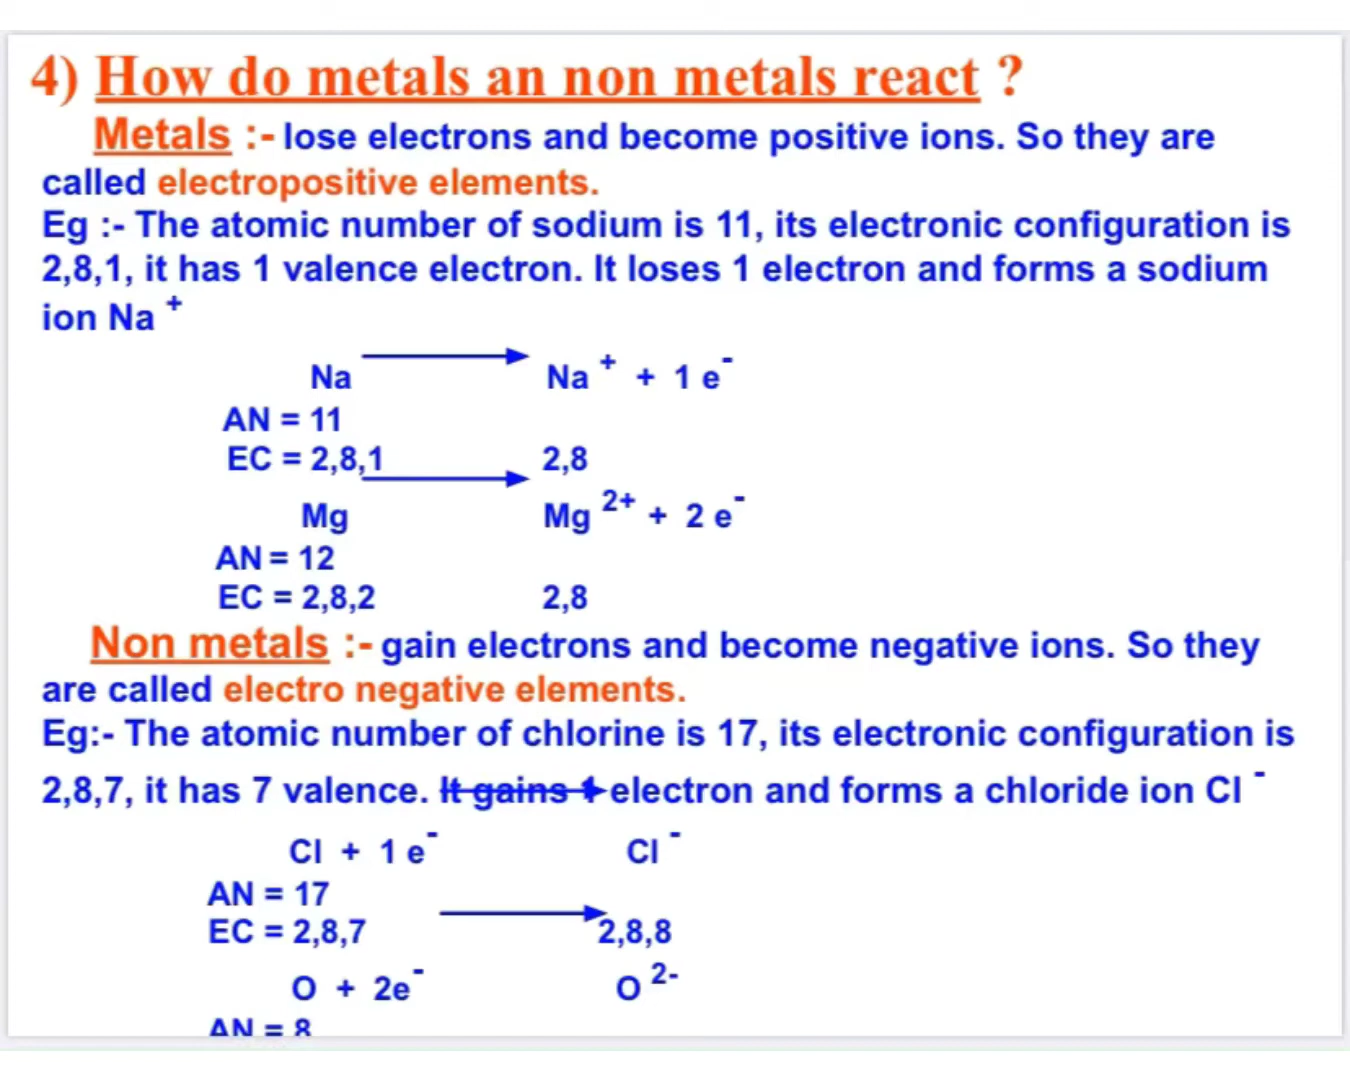 4) How do metals an non metals react ?
Metals :- lose electrons and become positive ions. So they are
called electropositive elements.
Eg :- The atomic number of sodium is 11, its electronic configuration is
2,8,1, it has 1 valence electron. It loses 1 electron and forms a sodium
ion Na +
Na Na + + 1 e-
AN = 11
EC = 2,8,1 2,8
Mg Mg 2+ + 2 e-
AN = 12
EC = 2,8,2 2,8
Non metals :- gain electrons and become negative ions. So they
are called electro negative elements.
Eg:- The atomic number of chlorine is 17, its electronic configuration is
2,8,7, it has 7 valence. It gains 1 electron and forms a chloride ion Cl -
Cl + 1 e- Cl -
AN = 17
EC = 2,8,7 2,8,8
O + 2e- O 2-
AN = 8